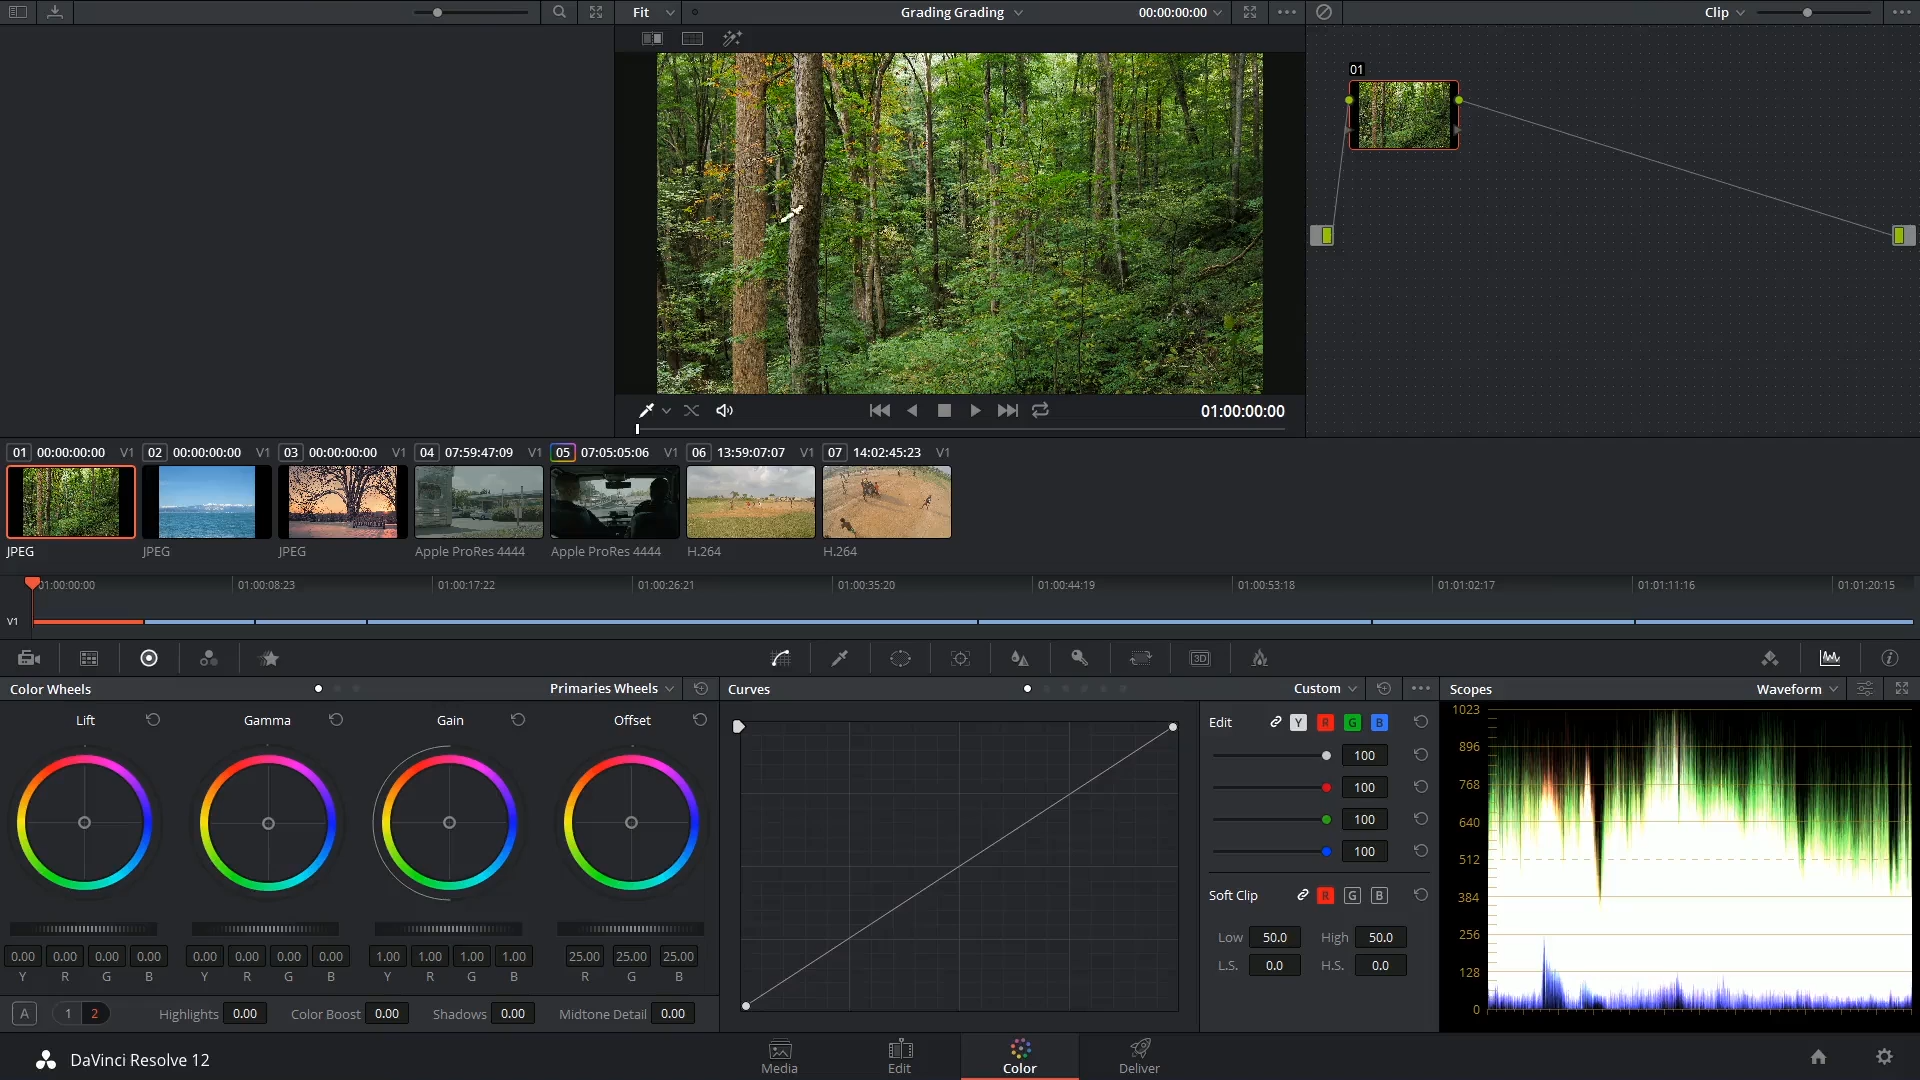 Fit Grading Grading 00:00:00:00 Clip
01
01:00:00:00
01 00:00:00:00 V1 02 00:00:00:00 V1 03 00:00:00:00 V1 04 07:59:47:09 V1 05 07:05:05:06 V1 06 13:59:07:07 V1 07 14:02:45:23 V1
JPEG JPEG JPEG Apple ProRes 4444 Apple ProRes 4444 H.264 H.264
01:00:00:00 01:00:08:23 01:00:17:22 01:00:26:21 01:00:35:20 01:00:44:19 01:00:53:18 01:01:02:17 01:01:11:16 01:01:20:15
V1
3D
Color Wheels Primaries Wheels Curves Custom Scopes Waveform
Lift Gamma Gain Offset
Edit Y R G B
100
100
100
100
Soft Clip R G B
Low 50.0 High 50.0
L.S. 0.0 H.S. 0.0
1023
896
768
640
512
384
256
128
0
0.00 0.00 0.00 0.00 0.00 0.00 0.00 0.00 1.00 1.00 1.00 1.00 25.00 25.00 25.00
Y R G B Y R G B Y R G B R G B
A 1 2 Highlights 0.00 Color Boost 0.00 Shadows 0.00 Midtone Detail 0.00
DaVinci Resolve 12 Media Edit Color Deliver